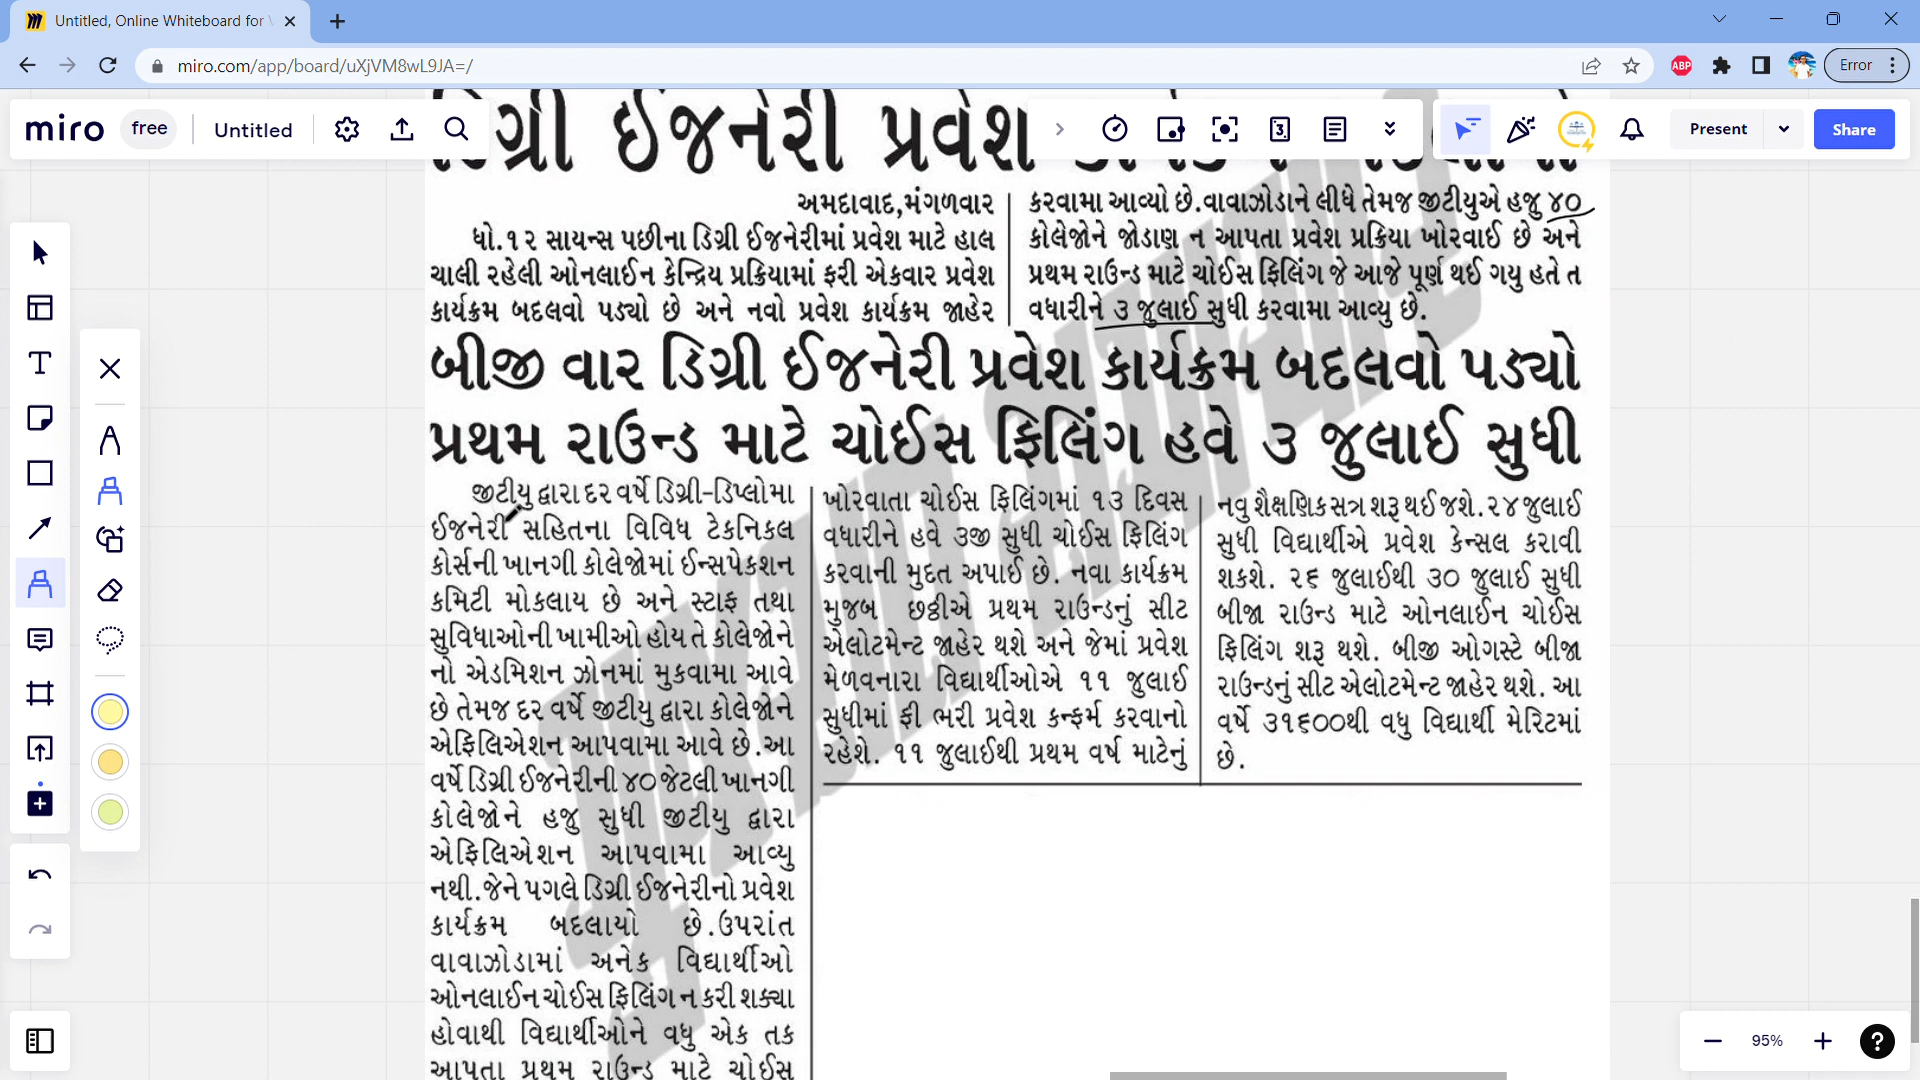 Untitled, Online Whiteboard for
miro.com/app/board/uXjVM8wL9JA=/
ABP
Error
miro
free
Untitled
3
Present
Share
ડિગ્રી ઈજનેરી પ્રવેશ
અમદાવાદ,મંગળવાર
ધો.૧૨ સાયન્સ પછીના ડિગ્રી ઈજનેરીમાં પ્રવેશ માટે હાલ
ચાલી રહેલી ઓનલાઈન કેન્દ્રિય પ્રક્રિયામાં ફરી એકવાર પ્રવેશ
કાર્યક્રમ બદલવો પડ્યો છે અને નવો પ્રવેશ કાર્યક્રમ જાહેર
કરવામા આવ્યો છે.વાવાઝોડાને લીધે તેમજ જીટીયુએ હજુ ૪૦
કોલેજોને જોડાણ ન આપતા પ્રવેશ પ્રક્રિયા ખોરવાઈ છે અને
પ્રથમ રાઉન્ડ માટે ચોઈસ ફિલિંગ જે આજે પૂર્ણ થઈ ગયુ હતે ત
વધારીને ૩ જુલાઈ સુધી કરવામા આવ્યુ છે.
બીજી વાર ડિગ્રી ઈજનેરી પ્રવેશ કાર્યક્રમ બદલવો પડ્યો
પ્રથમ રાઉન્ડ માટે ચોઈસ ફિલિંગ હવે ૩ જુલાઈ સુધી
જીટીયુ દ્વારા દર વર્ષે ડિગ્રી-ડિપ્લોમા
ઈજનેરી સહિતના વિવિધ ટેકનિકલ
કોર્સની ખાનગી કોલેજોમાં ઈન્સપેકશન
કમિટી મોકલાય છે અને સ્ટાફ તથા
સુવિધાઓની ખામીઓ હોય તે કોલેજોને
નો એડમિશન ઝોનમાં મુકવામા આવે
છે તેમજ દર વર્ષે જીટીયુ દ્વારા કોલેજોને
એફિલિએશન આપવામા આવે છે.આ
વર્ષે ડિગ્રી ઈજનેરીની ૪૦ જેટલી ખાનગી
કોલેજોને હજુ સુધી જીટીયુ દ્વારા
એફિલિએશન આપવામા આવ્યુ
નથી.જેને પગલે ડિગ્રી ઈજનેરીનો પ્રવેશ
કાર્યક્રમ બદલાયો છે.ઉપરાંત
વાવાઝોડામાં અનેક વિદ્યાર્થીઓ
ઓનલાઈન ચોઈસ ફિલિંગ ન કરી શક્યા
હોવાથી વિદ્યાર્થીઓને વધુ એક તક
આપતા પ્રથમ રાઉન્ડ માટે ચોઈસ
ખોરવાતા ચોઈસ ફિલિંગમાં ૧૩ દિવસ
વધારીને હવે ૩જી સુધી ચોઈસ ફિલિંગ
કરવાની મુદત અપાઈ છે. નવા કાર્યક્રમ
મુજબ છઠ્ઠીએ પ્રથમ રાઉન્ડનું સીટ
એલોટમેન્ટ જાહેર થશે અને જેમાં પ્રવેશ
મેળવનારા વિદ્યાર્થીઓએ ૧૧ જુલાઈ
સુધીમાં ફી ભરી પ્રવેશ કન્ફર્મ કરવાનો
રહેશે. ૧૧ જુલાઈથી પ્રથમ વર્ષ માટેનું
નવુ શૈક્ષણિક સત્ર શરૂ થઈ જશે.૨૪ જુલાઈ
સુધી વિદ્યાર્થીએ પ્રવેશ કેન્સલ કરાવી
શકશે. ૨૬ જુલાઈથી ૩૦ જુલાઈ સુધી
બીજા રાઉન્ડ માટે ઓનલાઈન ચોઈસ
ફિલિંગ શરૂ થશે. બીજી ઓગસ્ટે બીજા
રાઉન્ડનું સીટ એલોટમેન્ટ જાહેર થશે. આ
વર્ષે ૩૧૬૦૦થી વધુ વિદ્યાર્થી મેરિટમાં
છે.
95%